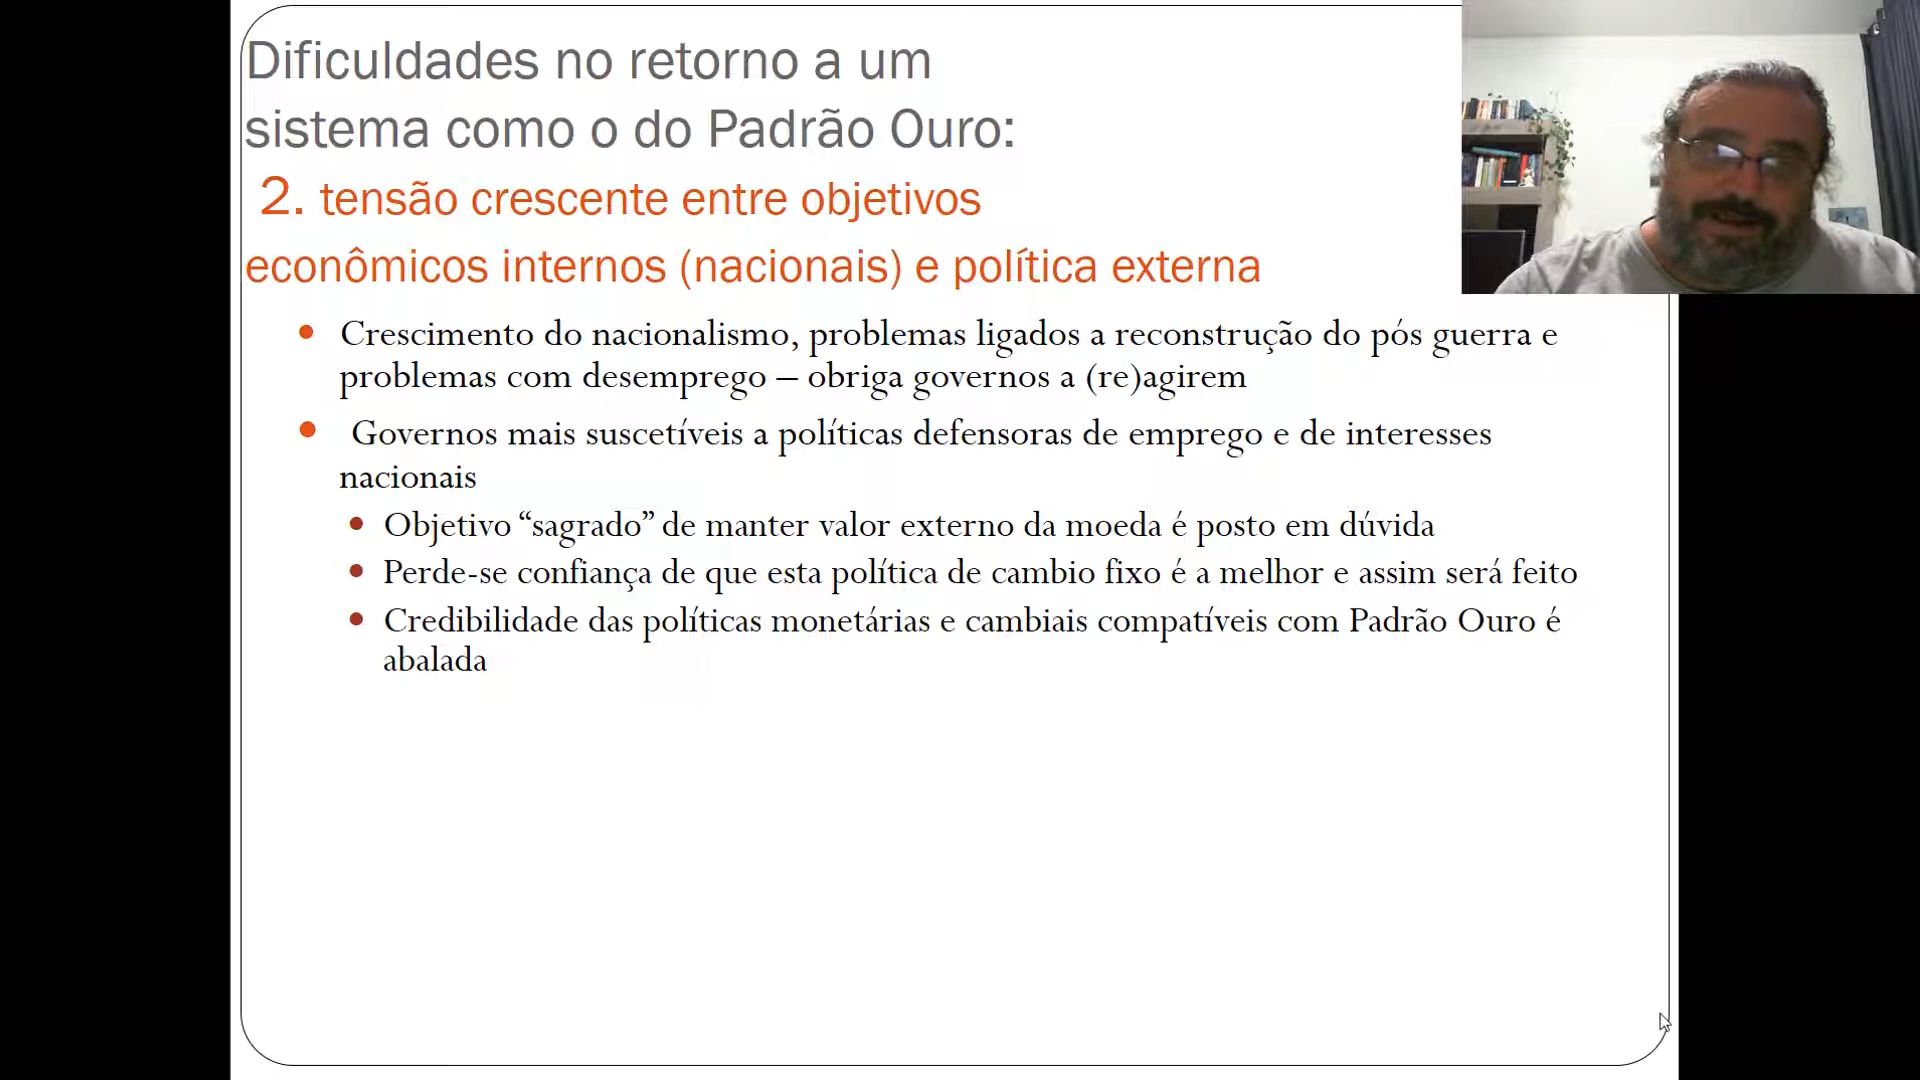 Dificuldades no retorno a um
sistema como o do Padrão Ouro:
2. tensão crescente entre objetivos
econômicos internos (nacionais) e política externa
• Crescimento do nacionalismo, problemas ligados a reconstrução do pós guerra e
problemas com desemprego – obriga governos a (re)agirem
• Governos mais suscetíveis a políticas defensoras de emprego e de interesses
nacionais
• Objetivo “sagrado” de manter valor externo da moeda é posto em dúvida
• Perde-se confiança de que esta política de cambio fixo é a melhor e assim será feito
• Credibilidade das políticas monetárias e cambiais compatíveis com Padrão Ouro é
abalada